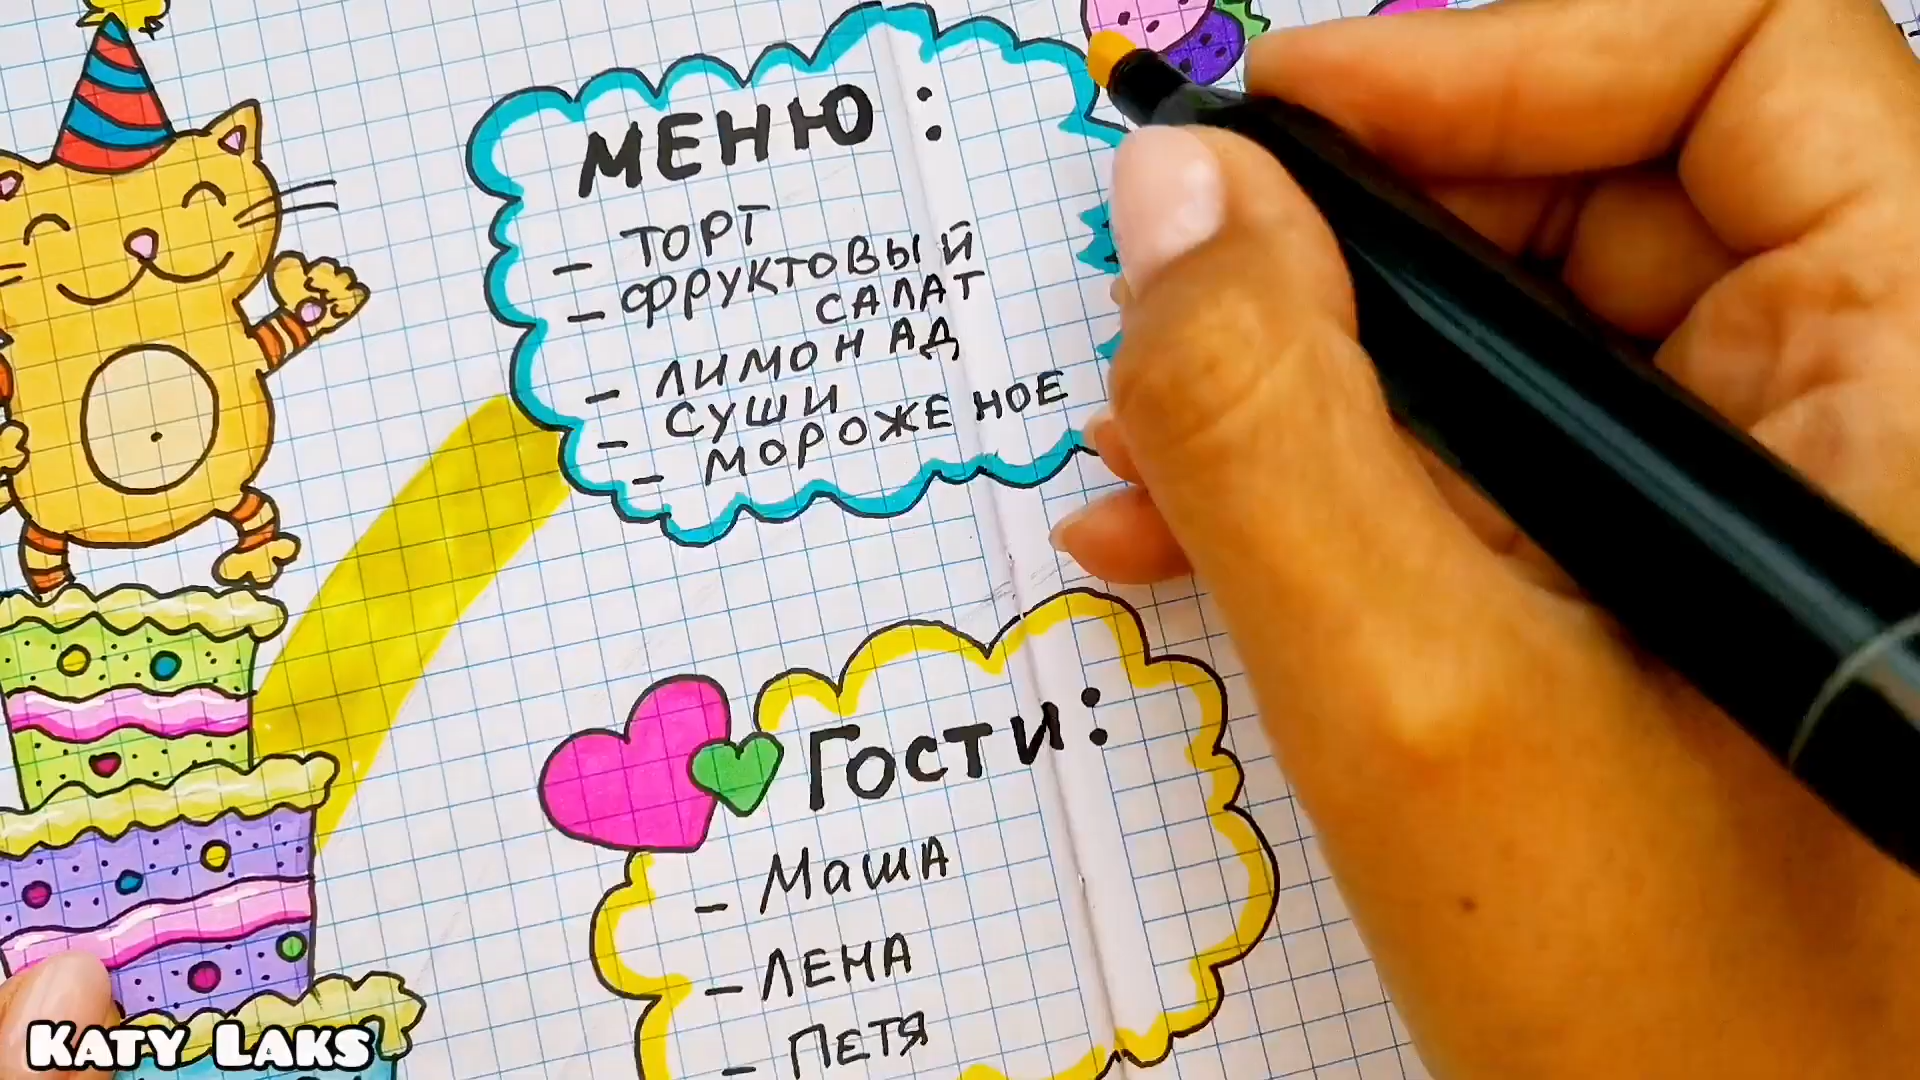 МЕНЮ:
- ТОРТ
- ФРУКТОВЫЙ
САЛАТ
- ЛИМОНАД
- СУШИ
- МОРОЖЕНОЕ
Гости:
- МаША
- ЛЕНА
- ПЕТЯ
KATY LAKS